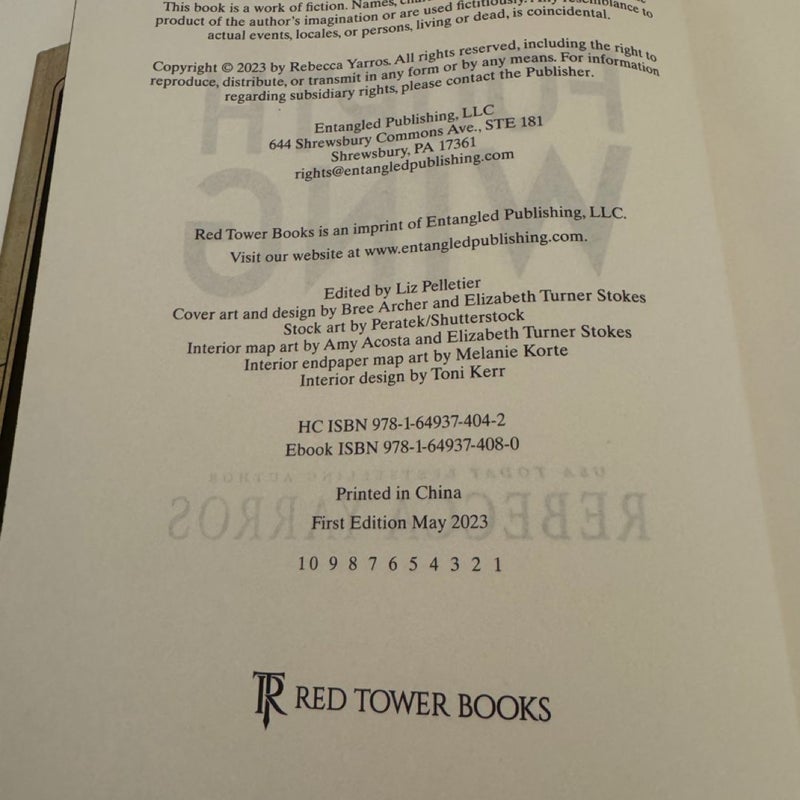 This book is a work of fiction. Names,
product of the author's imagination or are used fictitiously. Any resemblance to
actual events, locales, or persons, living or dead, is coincidental.
Copyright © 2023 by Rebecca Yarros. All rights reserved, including the right to
reproduce, distribute, or transmit in any form or by any means. For information
regarding subsidiary rights, please contact the Publisher.
Entangled Publishing, LLC
644 Shrewsbury Commons Ave., STE 181
Shrewsbury, PA 17361
rights@entangledpublishing.com
Red Tower Books is an imprint of Entangled Publishing, LLC.
Visit our website at www.entangledpublishing.com.
Edited by Liz Pelletier
Cover art and design by Bree Archer and Elizabeth Turner Stokes
Stock art by Peratek/Shutterstock
Interior map art by Amy Acosta and Elizabeth Turner Stokes
Interior endpaper map art by Melanie Korte
Interior design by Toni Kerr
HC ISBN 978-1-64937-404-2
Ebook ISBN 978-1-64937-408-0
Printed in China
First Edition May 2023
10 9 8 7 6 5 4 3 2 1
TR RED TOWER BOOKS